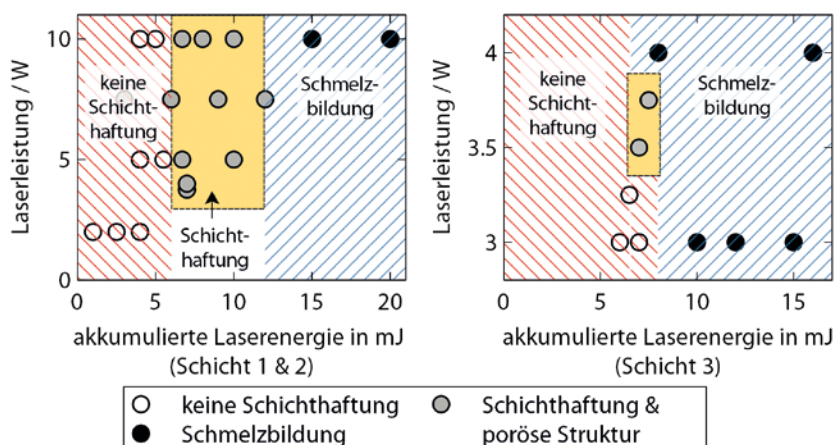 Laserleistung / W
10
5
0
keine
Schicht-
haftung
Schmelz-
bildung
Schicht-
haftung
0
5
10
15
20
akkumulierte Laserenergie in mJ
(Schicht 1 & 2)
Laserleistung / W
4
3.5
3
keine
Schicht-
haftung
Schmelz-
bildung
0
5
10
15
akkumulierte Laserenergie in mJ
(Schicht 3)
keine Schichthaftung
Schmelzbildung
Schichthaftung &
poröse Struktur